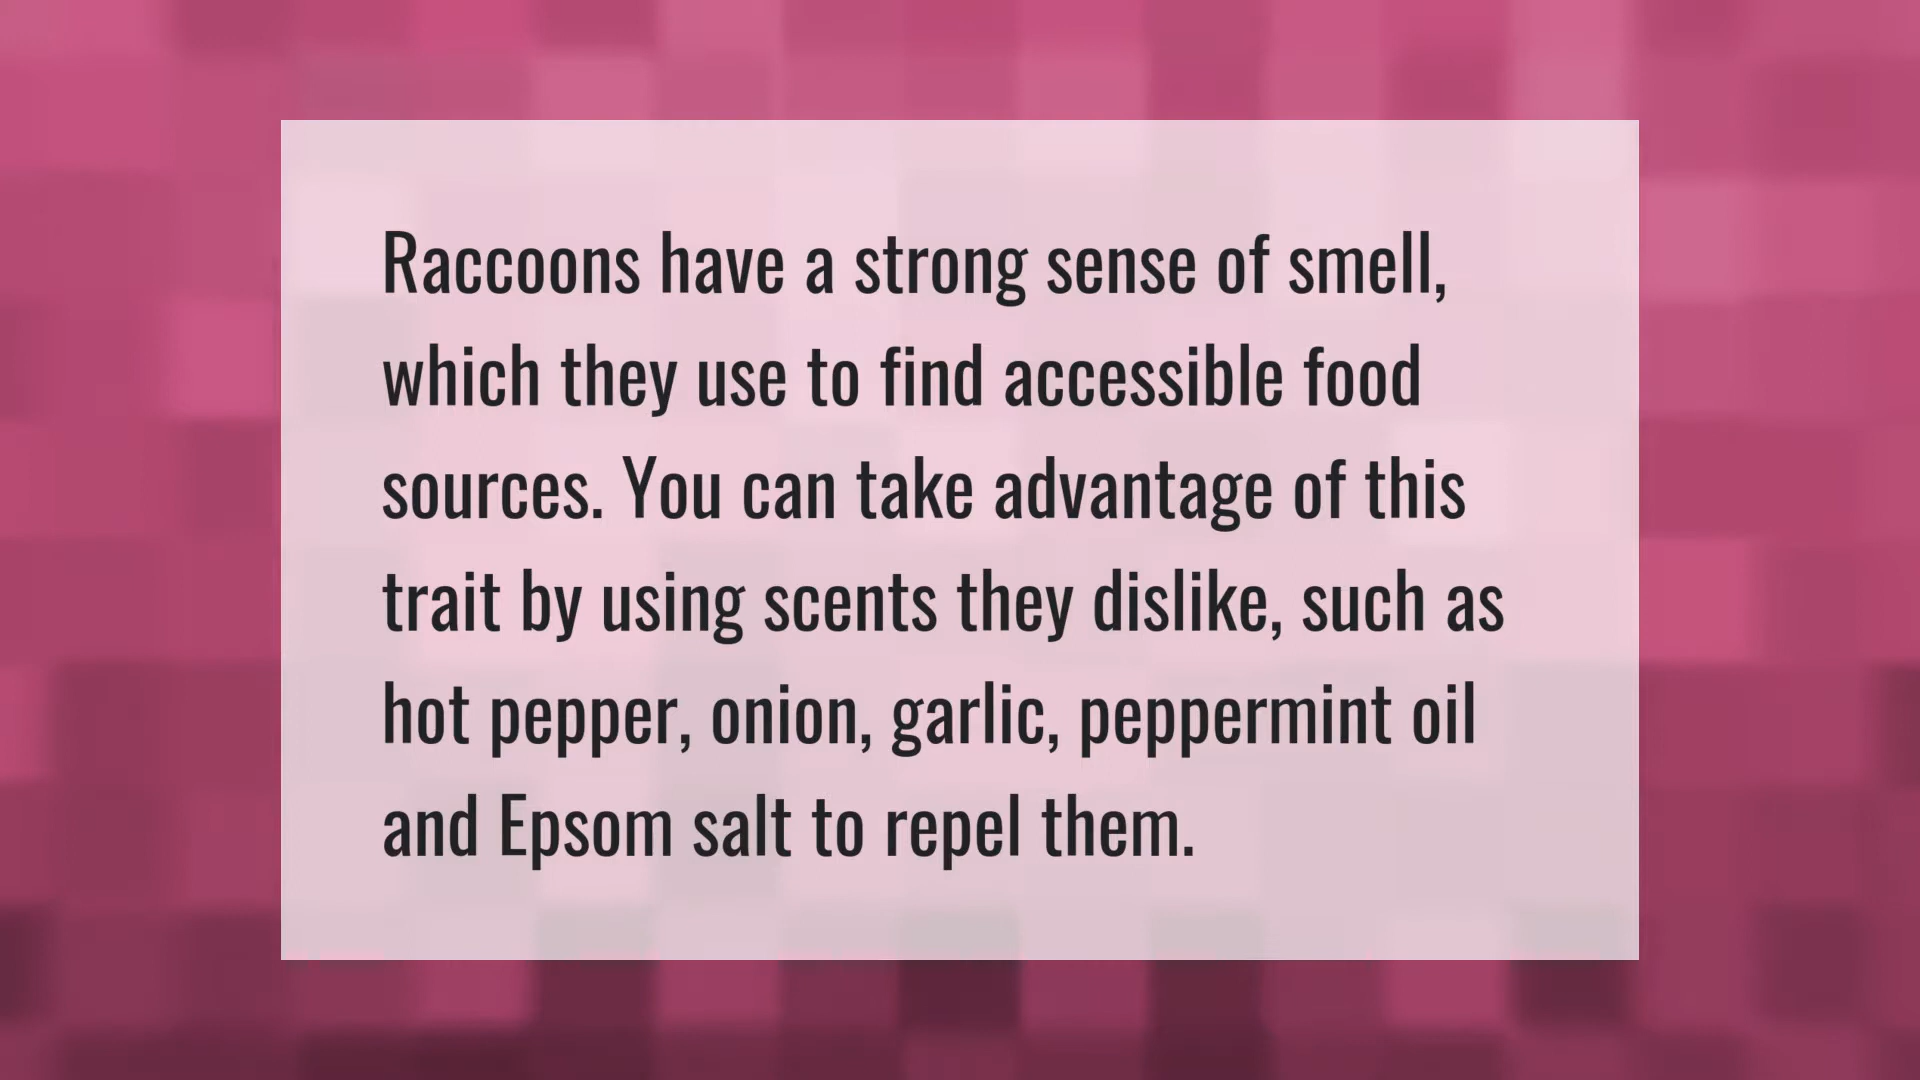 Raccoons have a strong sense of smell,
which they use to find accessible food
sources. You can take advantage of this
trait by using scents they dislike, such as
hot pepper, onion, garlic, peppermint oil
and Epsom salt to repel them.